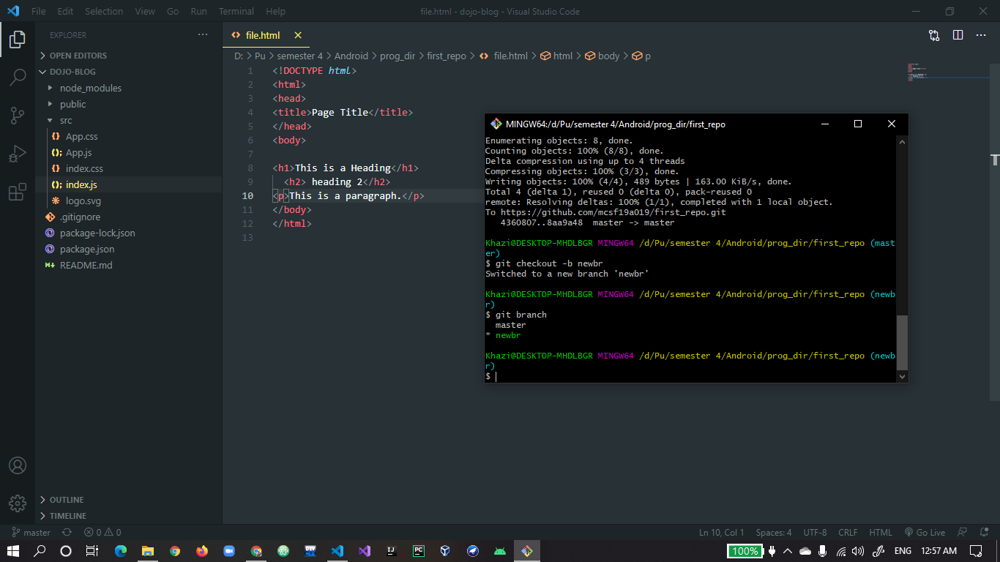 File Edit Selection View Go Run Terminal Help
file.html - dojo-blog - Visual Studio Code
EXPLORER
OPEN EDITORS
DOJO-BLOG
node_modules
public
src
App.css
App.js
index.css
index.js
logo.svg
.gitignore
package-lock.json
package.json
README.md
OUTLINE
TIMELINE
file.html
D: > Pu > semester 4 > Android > prog_dir > first_repo > file.html > html > body > p
1 <!DOCTYPE html>
2 <html>
3 <head>
4 <title>Page Title</title>
5 </head>
6 <body>
7
8 <h1>This is a Heading</h1>
9 <h2> heading 2</h2>
10 <p>This is a paragraph.</p>
11 </body>
12 </html>
13
MINGW64:/d/Pu/semester 4/Android/prog_dir/first_repo
Enumerating objects: 8, done.
Counting objects: 100% (8/8), done.
Delta compression using up to 4 threads
Compressing objects: 100% (3/3), done.
Writing objects: 100% (4/4), 489 bytes | 163.00 KiB/s, done.
Total 4 (delta 1), reused 0 (delta 0), pack-reused 0
remote: Resolving deltas: 100% (1/1), completed with 1 local object.
To https://github.com/mcsf19a019/first_repo.git
4360807..8aa9a48 master -> master
Khazi@DESKTOP-MHDLBGR MINGW64 /d/Pu/semester 4/Android/prog_dir/first_repo (mast
er)
$ git checkout -b newbr
Switched to a new branch 'newbr'
Khazi@DESKTOP-MHDLBGR MINGW64 /d/Pu/semester 4/Android/prog_dir/first_repo (newb
r)
$ git branch
master
* newbr
Khazi@DESKTOP-MHDLBGR MINGW64 /d/Pu/semester 4/Android/prog_dir/first_repo (newb
r)
$
master 0 0
Ln 10, Col 1 Spaces: 4 UTF-8 CRLF HTML Go Live
100% ENG 12:57 AM